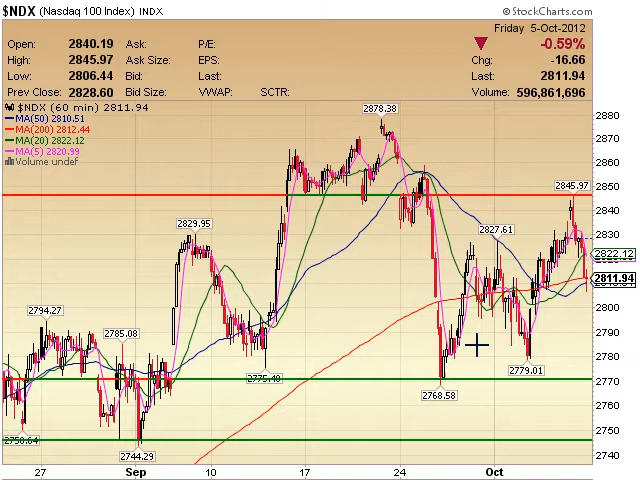 $NDX (Nasdaq 100 Index) INDX
© StockCharts.com
Friday 5-Oct-2012
Open: 2840.19 Ask: P/E: -0.59%
High: 2845.97 Ask Size: EPS: Chg: -16.66
Low: 2806.44 Bid: Last: Last: 2811.94
Prev Close: 2828.60 Bid Size: VWAP: SCTR: Volume: 596,861,696
$NDX (60 min) 2811.94
MA(50) 2810.51
MA(200) 2812.44
MA(20) 2822.12
MA(5) 2820.99
Volume undef
2878.38
2845.97
2829.95
2827.61
2794.27
2785.08
2775.40
2779.01
2768.58
2750.64
2744.29
2880
2870
2860
2850
2840
2830
2822.12
2811.94
2800
2790
2780
2770
2760
2750
2740
27 Sep 10 17 24 Oct